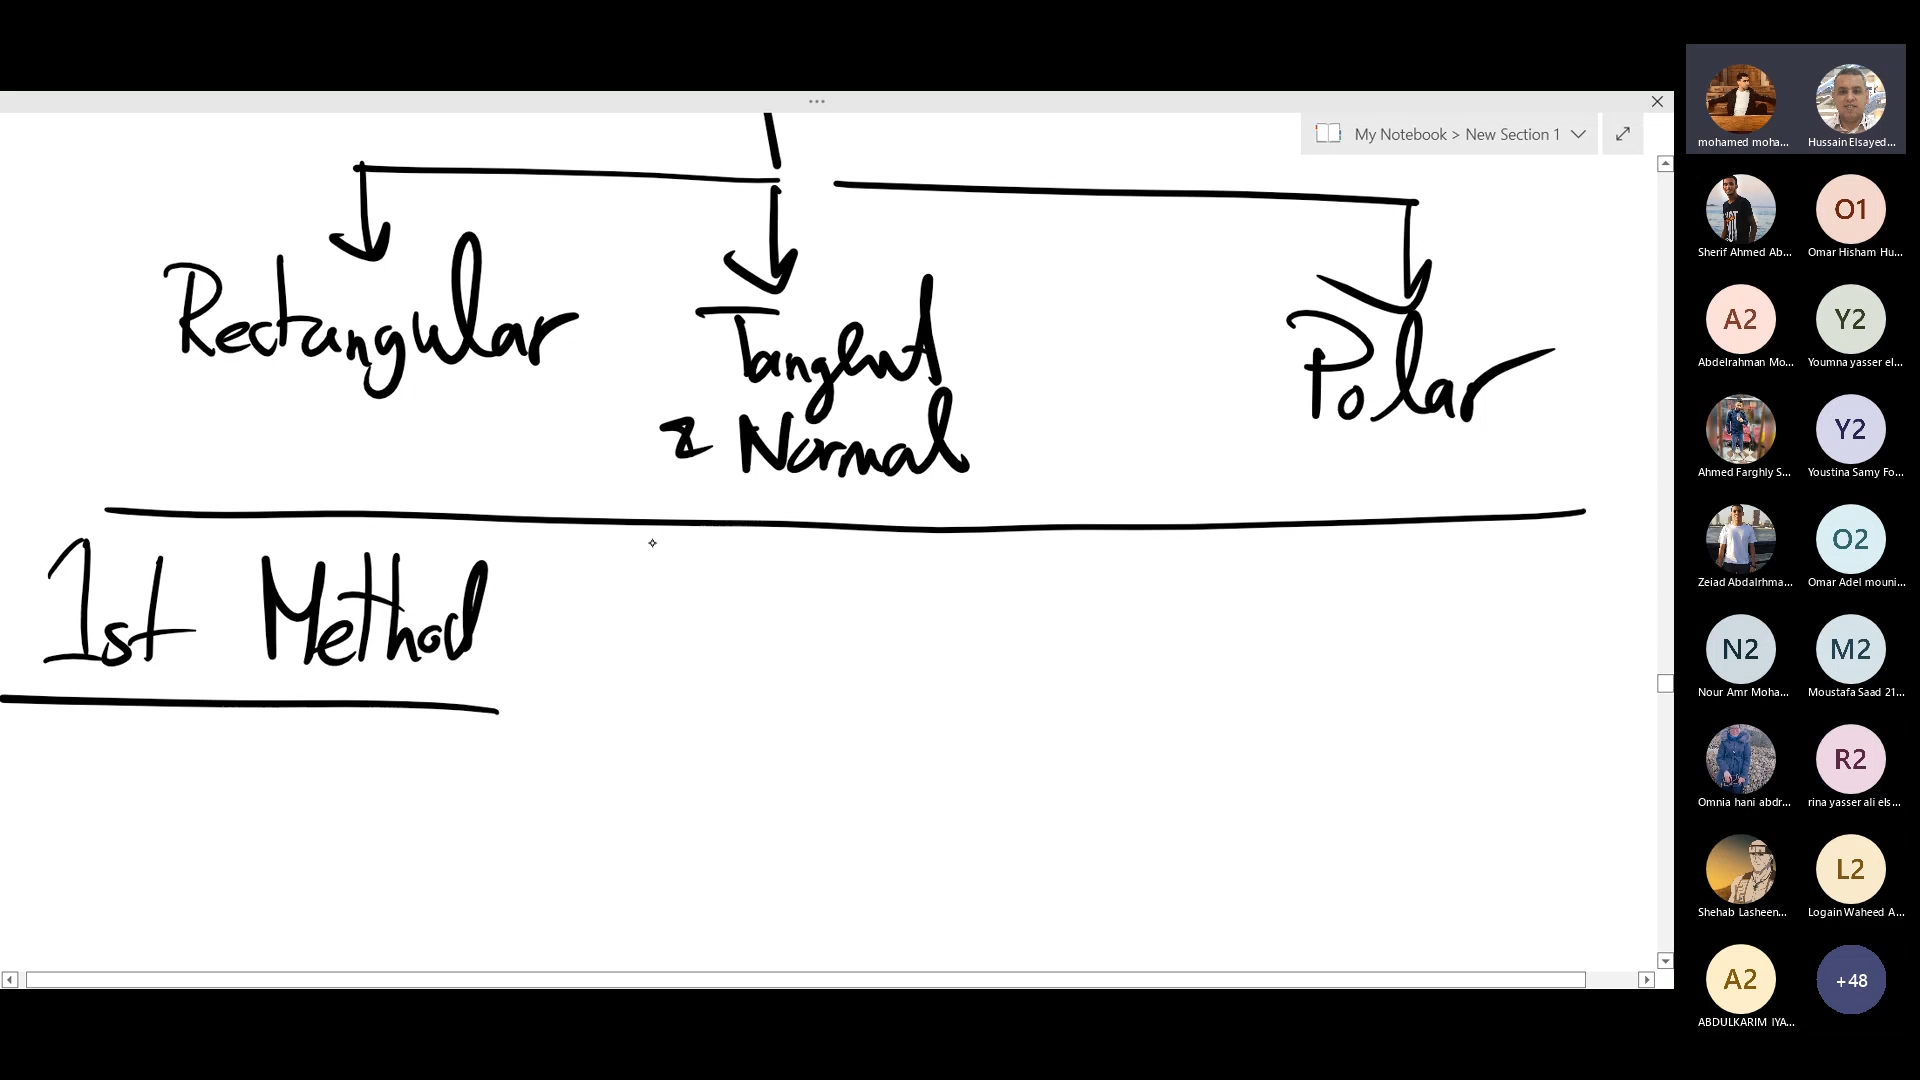 My Notebook > New Section 1
Rectangular
Tangent
& Normal
Polar
1st Method
mohamed moha...
Hussain Elsayed...
Sherif Ahmed Ab...
O1
Omar Hisham Hu...
A2
Abdelrahman Mo...
Y2
Youmna yasser el...
Ahmed Farghly S...
Y2
Youstina Samy Fo...
Zeiad Abdalrhma...
O2
Omar Adel mouni...
N2
Nour Amr Moha...
M2
Moustafa Saad 21...
Omnia hani abdr...
R2
rina yasser ali els...
Shehab Lasheen...
L2
Logain Waheed A...
A2
ABDULKARIM IYA...
+48